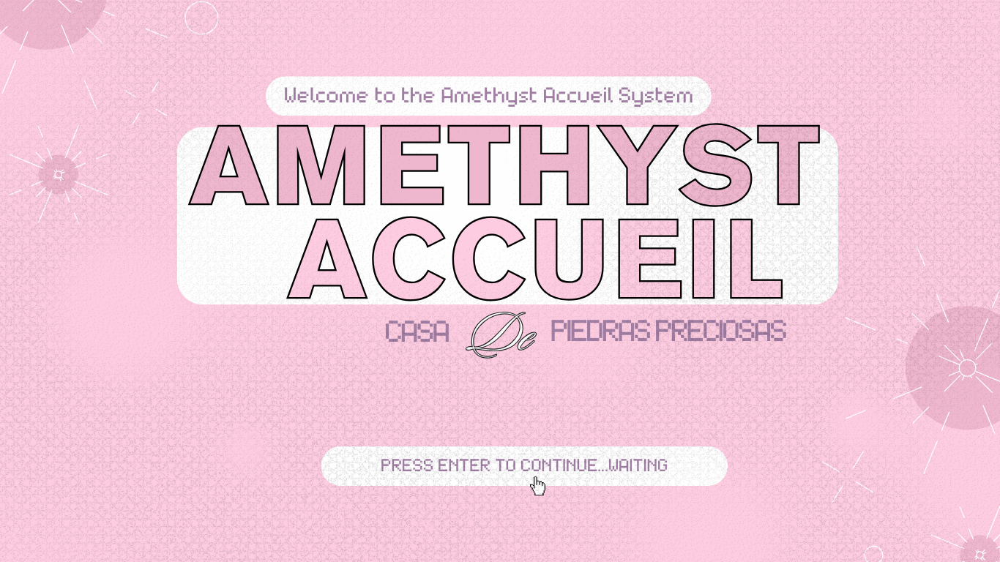 Welcome to the Amethyst Accueil System
AMETHYST
ACCUEIL
CASA De PIEDRAS PRECIOSAS
PRESS ENTER TO CONTINUE...WAITING